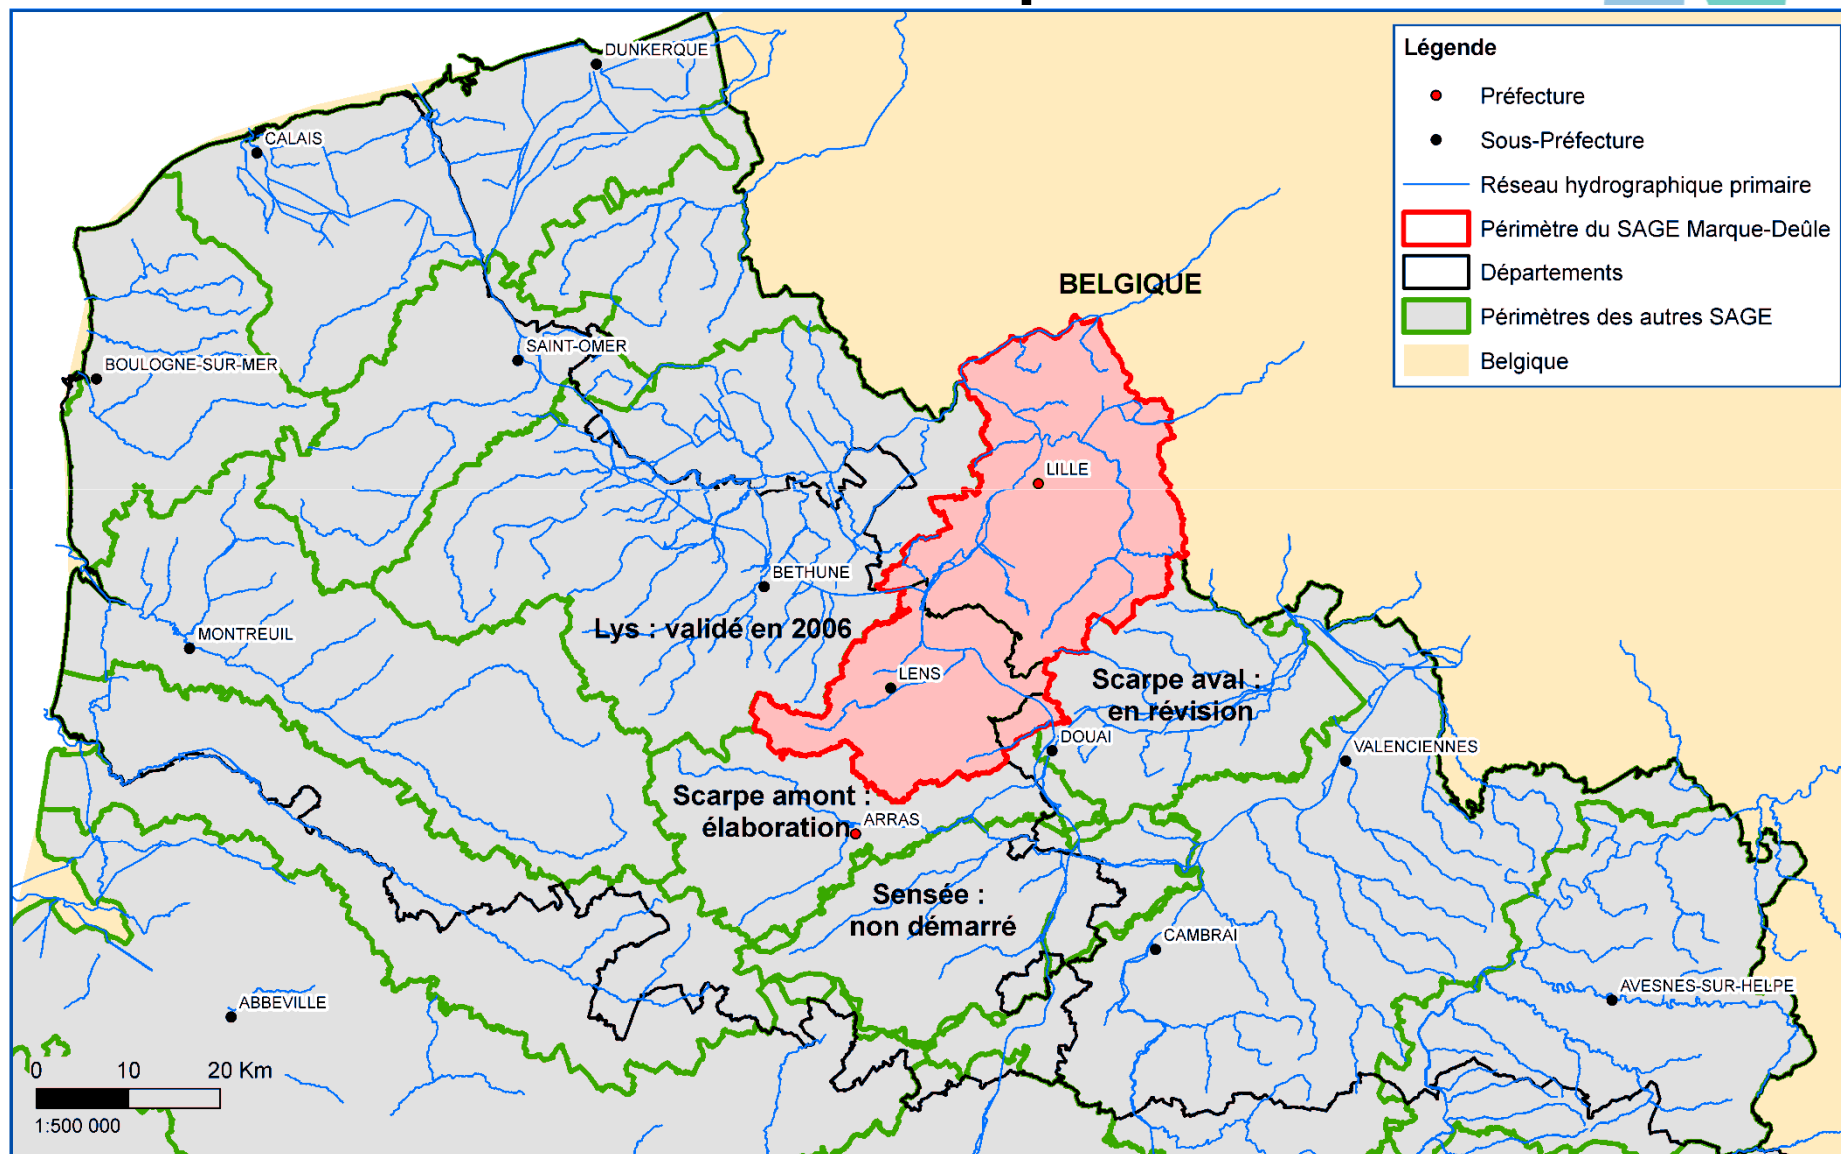 DUNKERQUE
CALAIS
BELGIQUE
SAINT-OMER
BOULOGNE-SUR-MER
LILLE
BETHUNE
Lys : validé en 2006
MONTREUIL
LENS
Scarpe aval :
en révision
DOUAI
VALENCIENNES
Scarpe amont :
élaboration
ARRAS
Sensée :
non démarré
CAMBRAI
ABBEVILLE
AVESNES-SUR-HELPE
0 10 20 Km
1:500 000
Légende
Préfecture
Sous-Préfecture
Réseau hydrographique primaire
Périmètre du SAGE Marque-Deûle
Départements
Périmètres des autres SAGE
Belgique